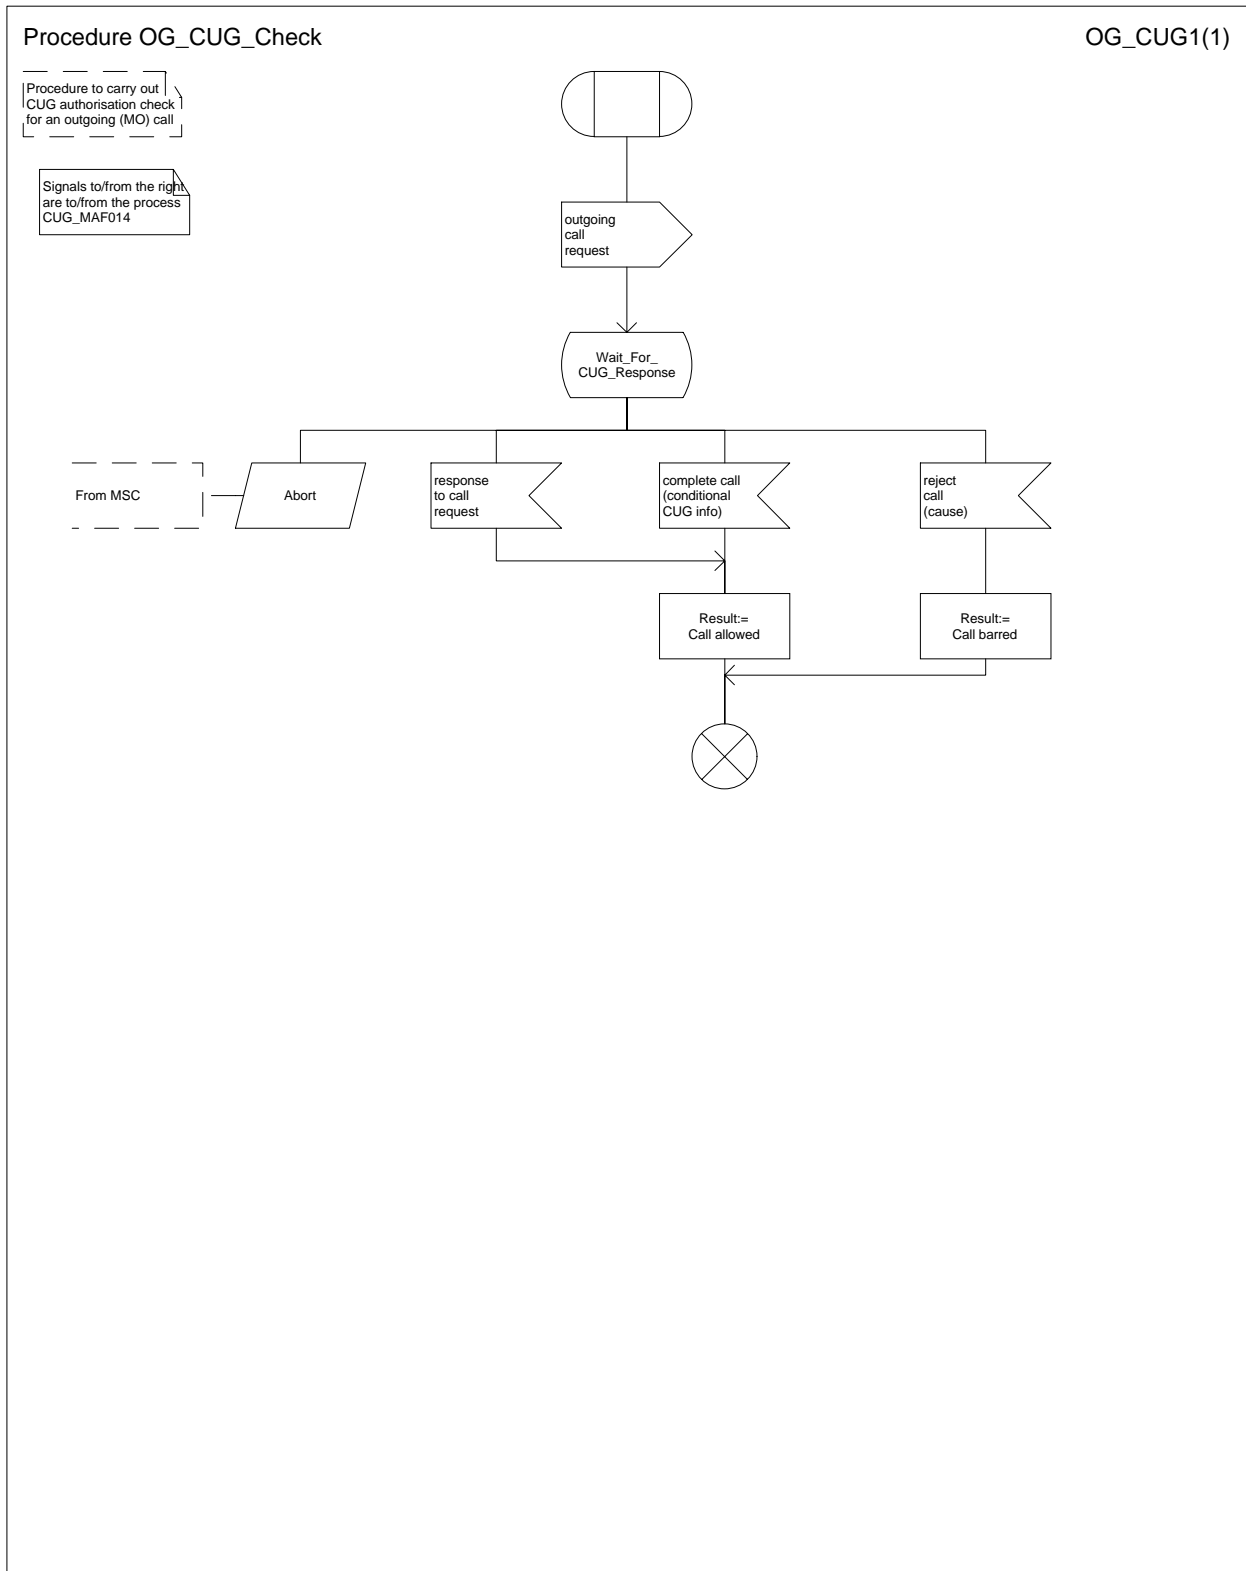 Procedure OG_CUG_Check
OG_CUG1(1)
Procedure to carry out
CUG authorisation check
for an outgoing (MO) call
Signals to/from the right
are to/from the process
CUG_MAF014
outgoing
call
request
Wait_For_
CUG_Response
From MSC
Abort
response
to call
request
complete call
(conditional
CUG info)
reject
call
(cause)
Result:=
Call allowed
Result:=
Call barred